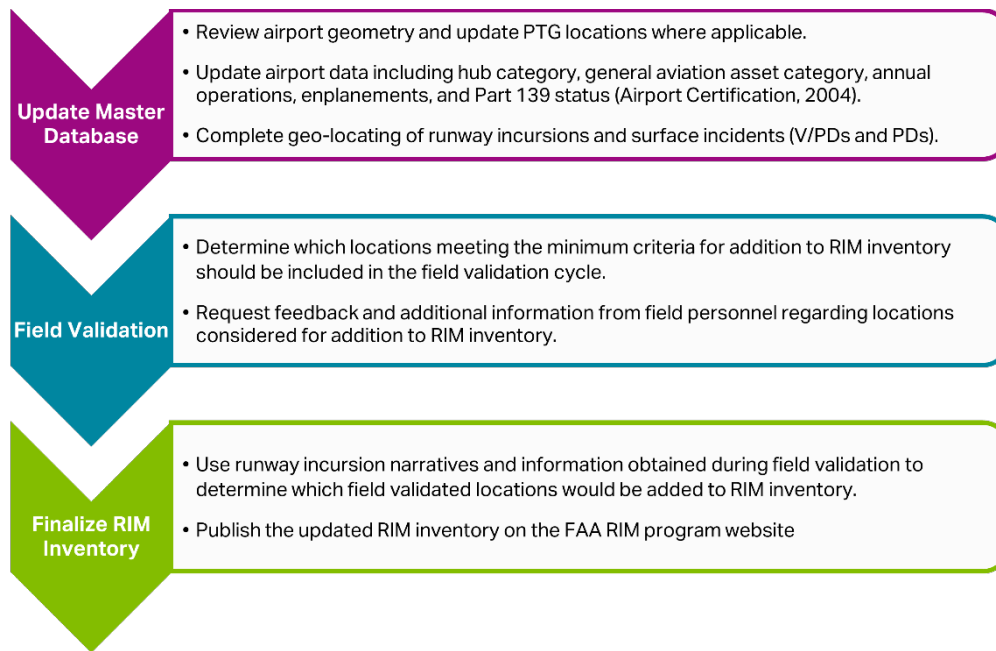 Update Master
Database
• Review airport geometry and update PTG locations where applicable.
• Update airport data including hub category, general aviation asset category, annual
operations, enplanements, and Part 139 status (Airport Certification, 2004).
• Complete geo-locating of runway incursions and surface incidents (V/PDs and PDs).
Field Validation
• Determine which locations meeting the minimum criteria for addition to RIM inventory
should be included in the field validation cycle.
• Request feedback and additional information from field personnel regarding locations
considered for addition to RIM inventory.
Finalize RIM
Inventory
• Use runway incursion narratives and information obtained during field validation to
determine which field validated locations would be added to RIM inventory.
• Publish the updated RIM inventory on the FAA RIM program website